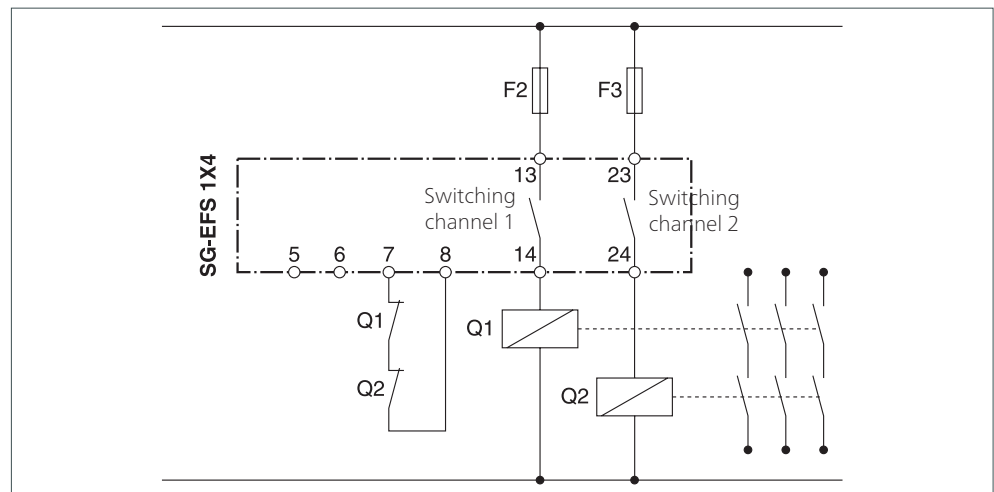 F2
F3
SG-EFS 1X4
13
23
Switching
channel 1
Switching
channel 2
5
6
7
8
14
24
Q1
Q1
Q2
Q2